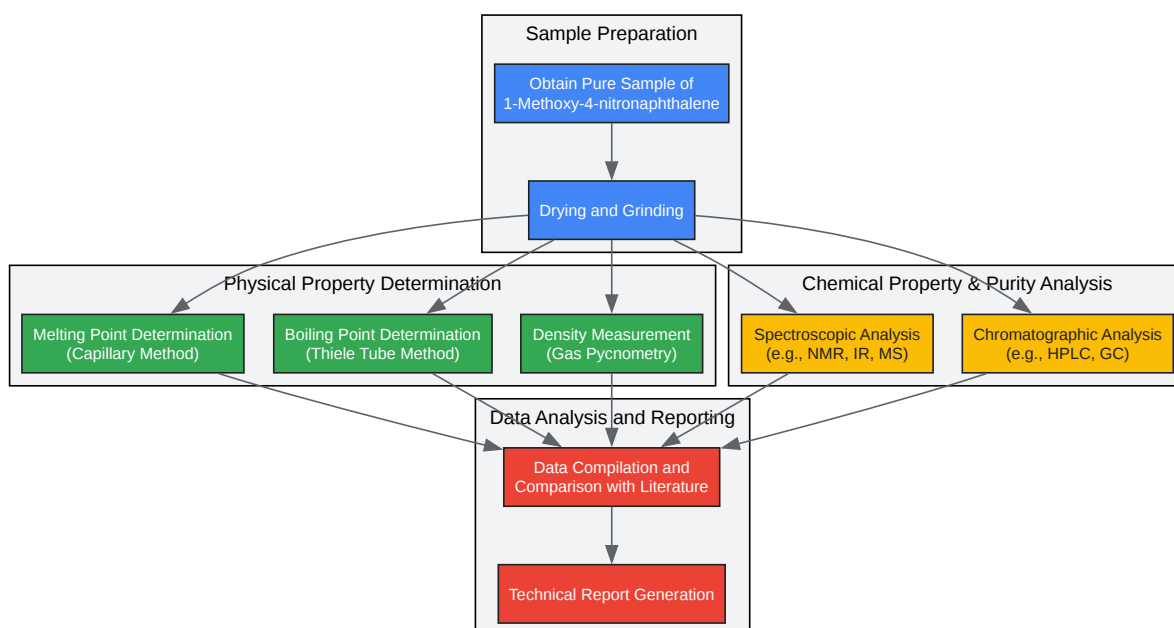 Sample Preparation
Obtain Pure Sample of
1-Methoxy-4-nitronaphthalene
Drying and Grinding
Physical Property Determination
Melting Point Determination
(Capillary Method)
Boiling Point Determination
(Thiele Tube Method)
Density Measurement
(Gas Pycnometry)
Chemical Property & Purity Analysis
Spectroscopic Analysis
(e.g., NMR, IR, MS)
Chromatographic Analysis
(e.g., HPLC, GC)
Data Analysis and Reporting
Data Compilation and
Comparison with Literature
Technical Report Generation